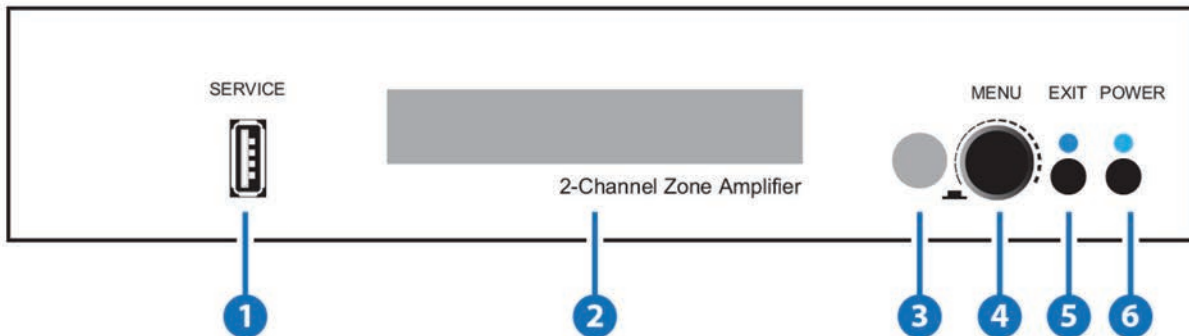 SERVICE
MENU EXIT POWER
2-Channel Zone Amplifier
1 2 3 4 5 6